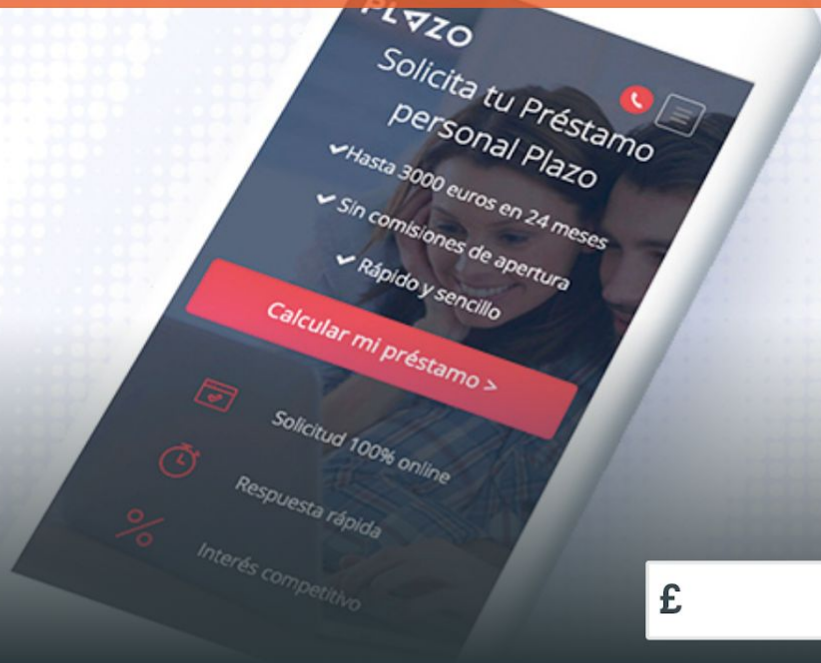 PLAZO
Solicita tu Préstamo
personal Plazo
Hasta 3000 euros en 24 meses
Sin comisiones de apertura
Rápido y sencillo
Calcular mi préstamo >
Solicitud 100% online
Respuesta rápida
Interés competitivo
£